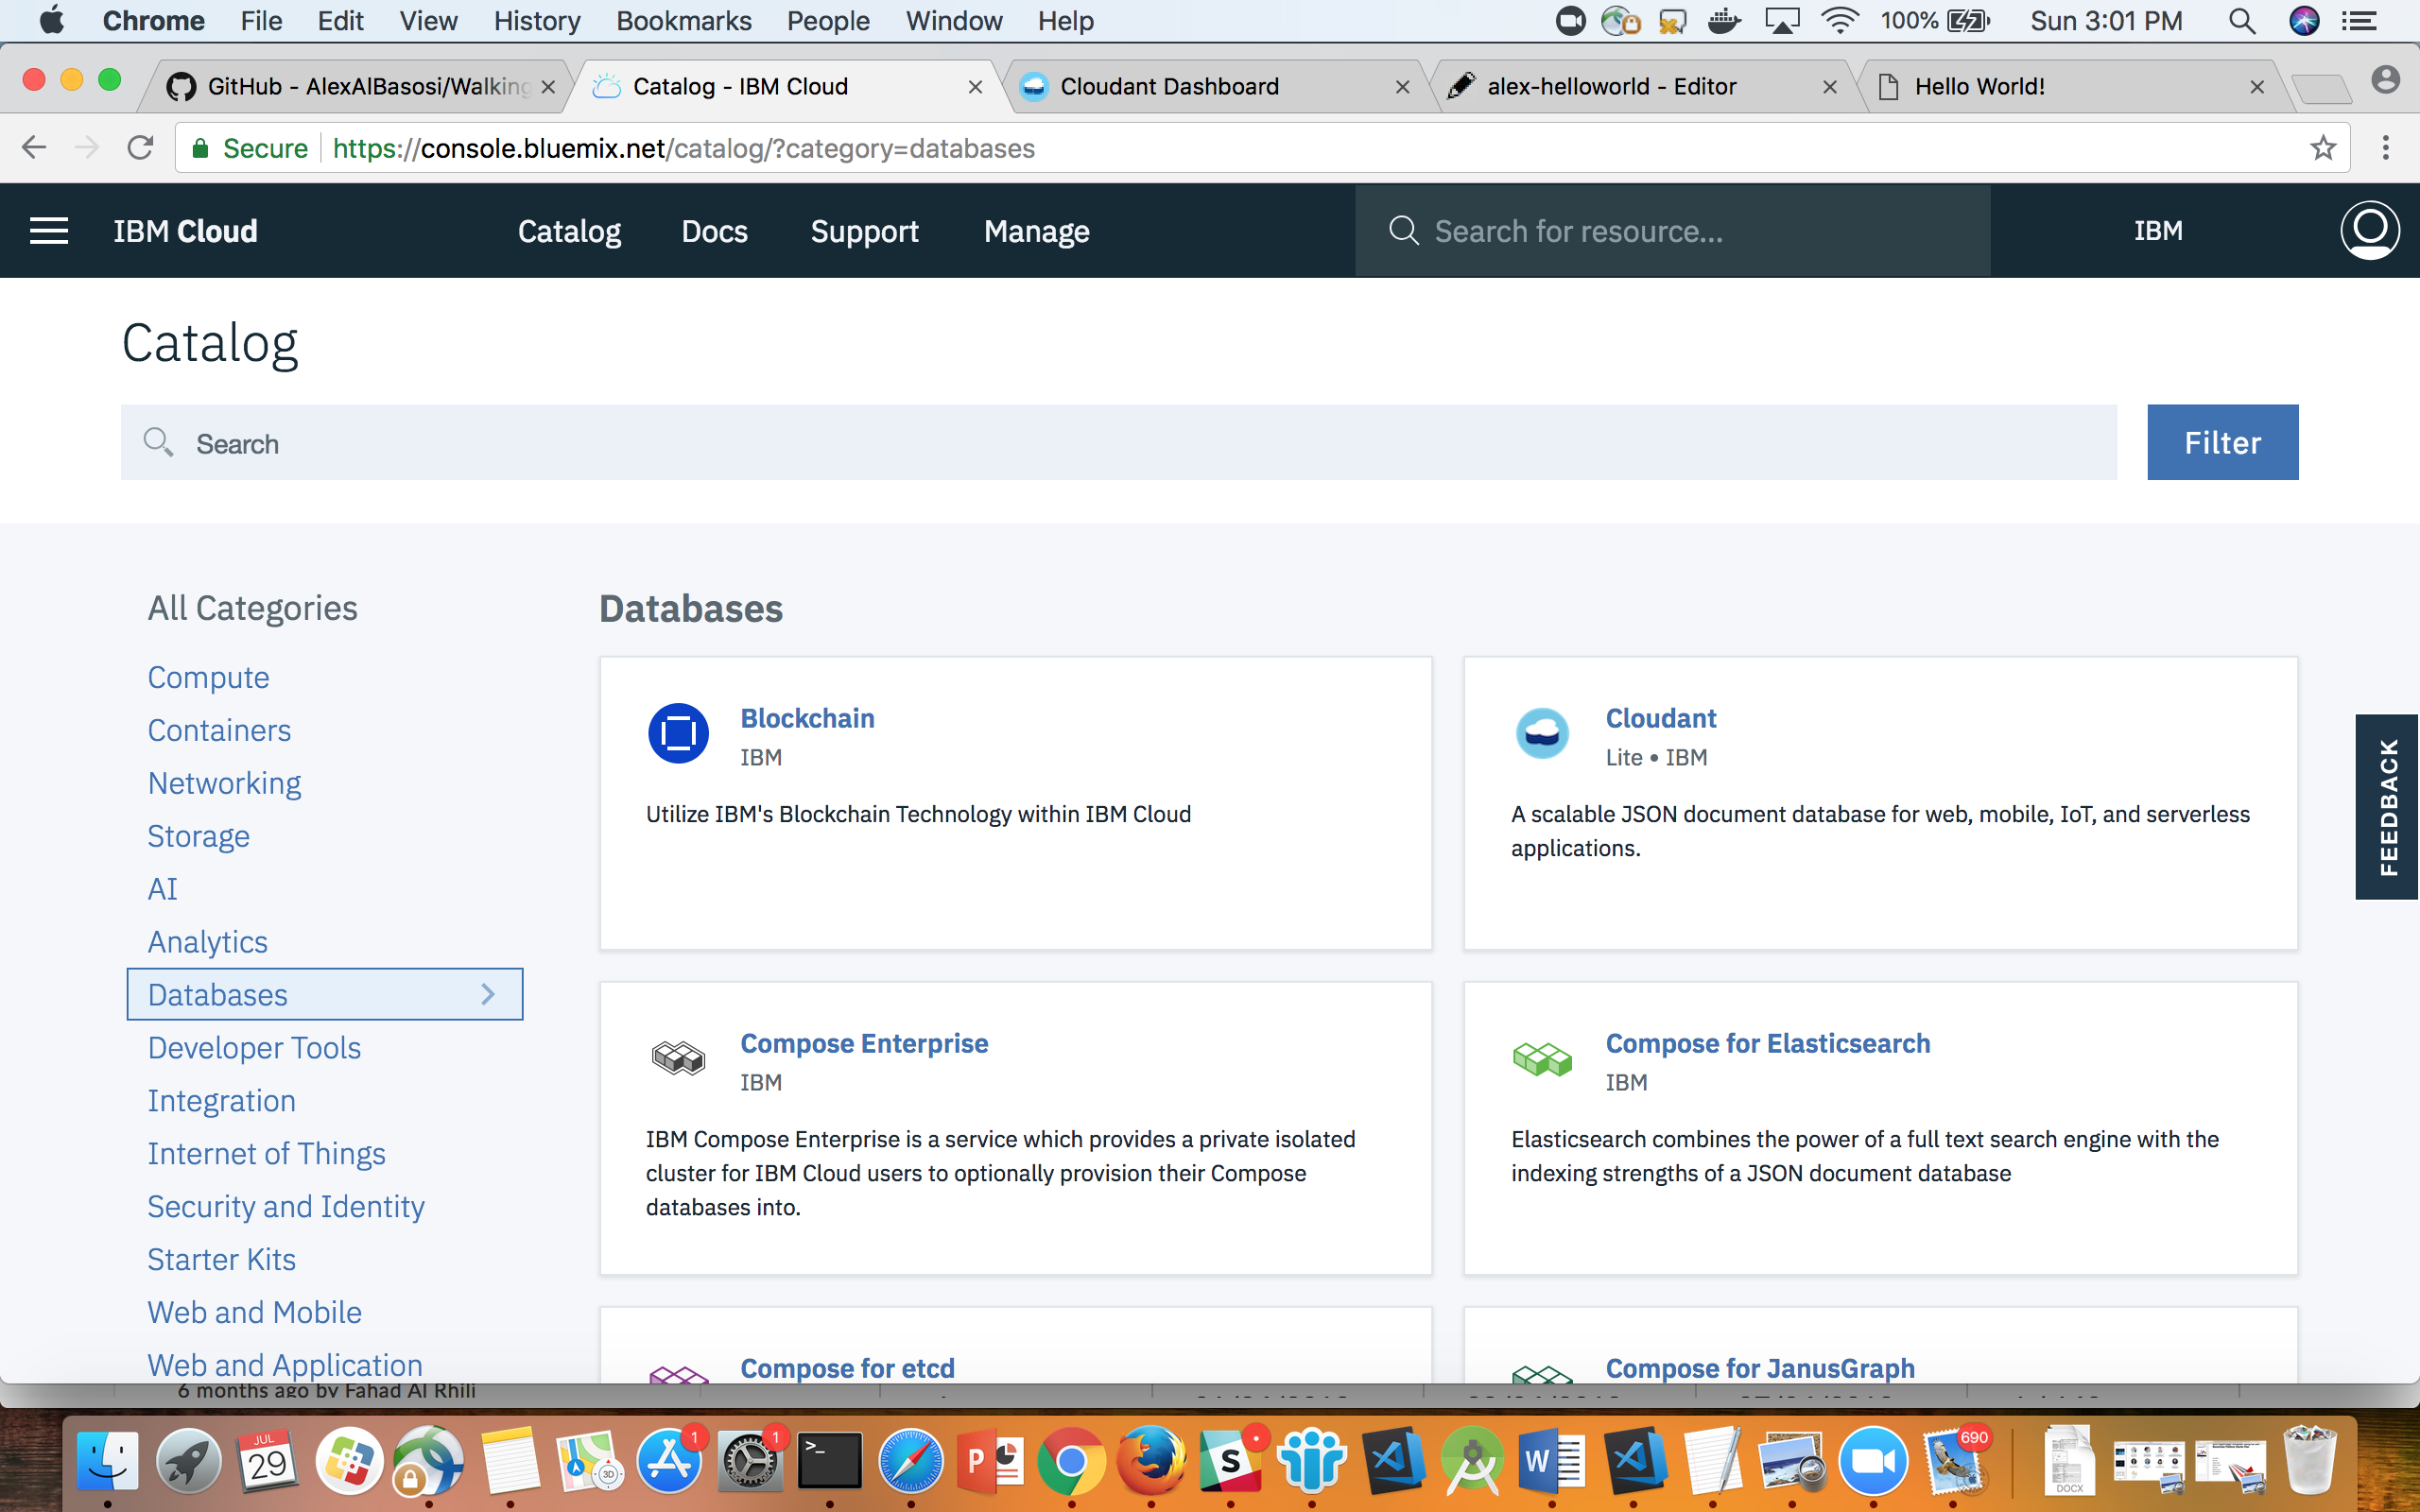 Chrome File Edit View History Bookmarks People Window Help 100% Sun 3:01 PM
GitHub - AlexAlBasosi/Walking Catalog - IBM Cloud Cloudant Dashboard alex-helloworld - Editor Hello World!
Secure https://console.bluemix.net/catalog/?category=databases
IBM Cloud Catalog Docs Support Manage Search for resource... IBM
Catalog
Search Filter
All Categories
Compute
Containers
Networking
Storage
AI
Analytics
Databases
Developer Tools
Integration
Internet of Things
Security and Identity
Starter Kits
Web and Mobile
Web and Application
Databases
Blockchain
IBM
Utilize IBM's Blockchain Technology within IBM Cloud
Cloudant
Lite • IBM
A scalable JSON document database for web, mobile, IoT, and serverless
applications.
Compose Enterprise
IBM
IBM Compose Enterprise is a service which provides a private isolated
cluster for IBM Cloud users to optionally provision their Compose
databases into.
Compose for Elasticsearch
IBM
Elasticsearch combines the power of a full text search engine with the
indexing strengths of a JSON document database
Compose for etcd
Compose for JanusGraph
FEEDBACK
6 months ago by Fahad Al Rhili
JUL
29
3D
1
1
>_
P
S
W
690
DOCX